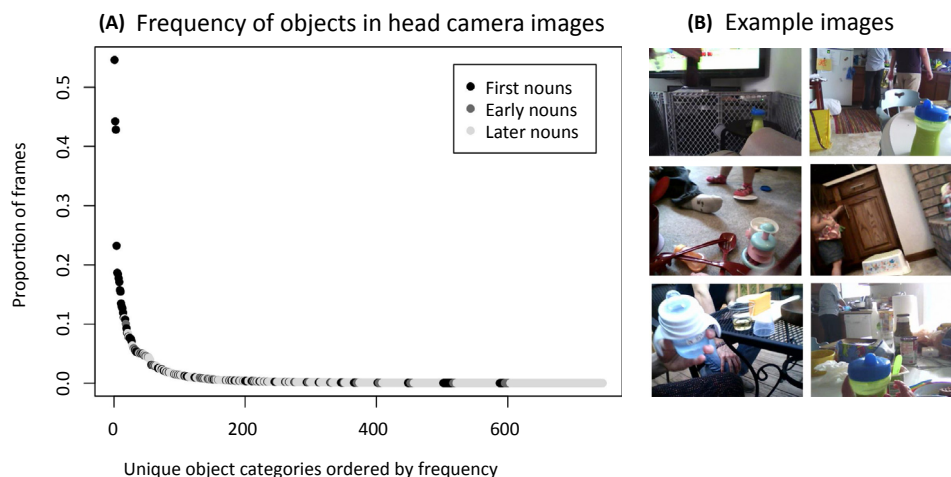 (A) Frequency of objects in head camera images
(B) Example images
First nouns
Early nouns
Later nouns
Proportion of frames
0.5
0.4
0.3
0.2
0.1
0.0
0 200 400 600
Unique object categories ordered by frequency